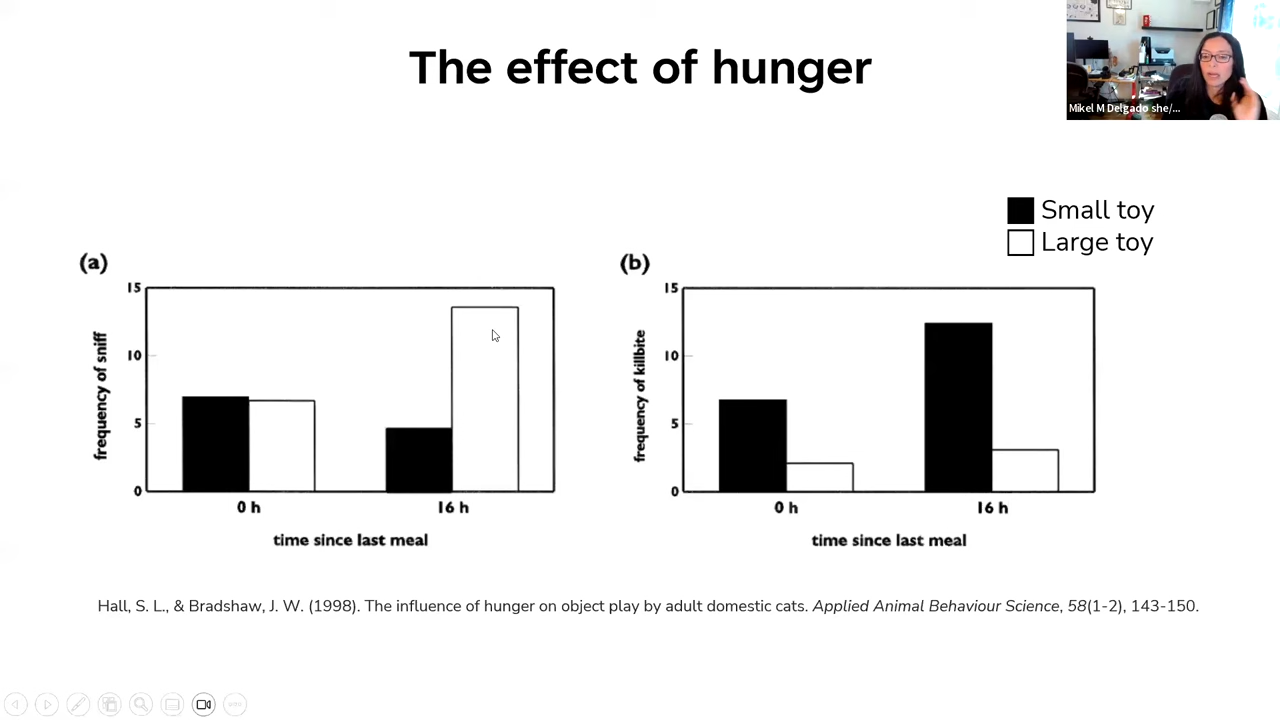 The effect of hunger
Mikel M Delgado she/...
Small toy
Large toy
(a)
15
10
5
0
frequency of sniff
0 h
16 h
time since last meal
(b)
15
10
5
0
frequency of killbite
0 h
16 h
time since last meal
Hall, S. L., & Bradshaw, J. W. (1998). The influence of hunger on object play by adult domestic cats. Applied Animal Behaviour Science, 58(1-2), 143-150.